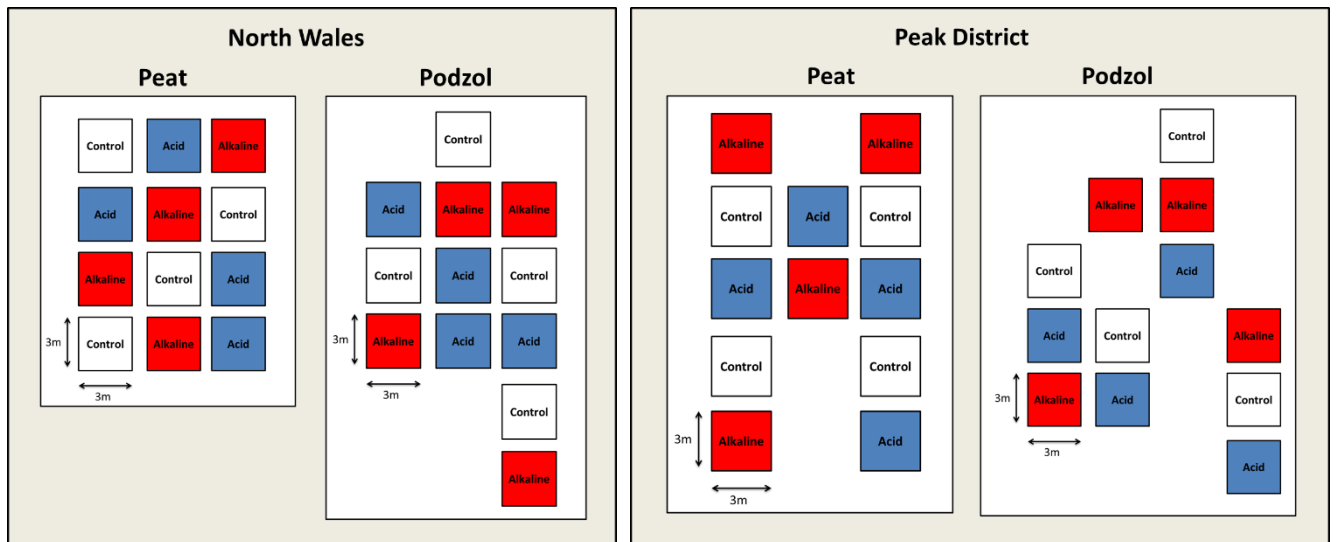 North Wales
Peat
Podzol
Control
Acid
Alkaline
Acid
Alkaline
Control
Alkaline
Control
Acid
Control
Alkaline
Acid
3m
3m
Control
Acid
Alkaline
Alkaline
Control
Acid
Control
Alkaline
Acid
Acid
Control
Alkaline
3m
3m
Peak District
Peat
Podzol
Alkaline
Alkaline
Control
Acid
Control
Acid
Alkaline
Acid
Control
Control
Alkaline
Acid
3m
3m
Control
Alkaline
Alkaline
Control
Acid
Acid
Control
Alkaline
Alkaline
Acid
Control
Acid
3m
3m